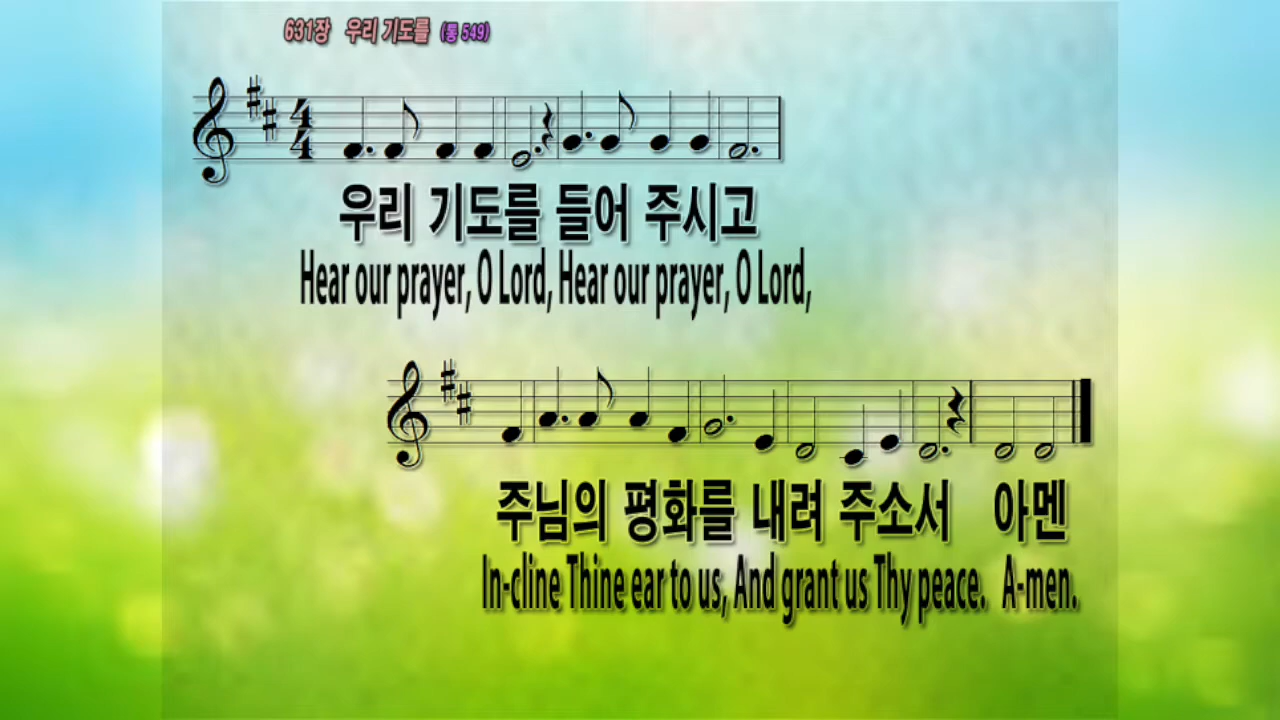 631장 우리 기도를 (통 549)
우리 기도를 들어 주시고
Hear our prayer, O Lord, Hear our prayer, O Lord,
주님의 평화를 내려 주소서 아멘
In-cline Thine ear to us, And grant us Thy peace. A-men.